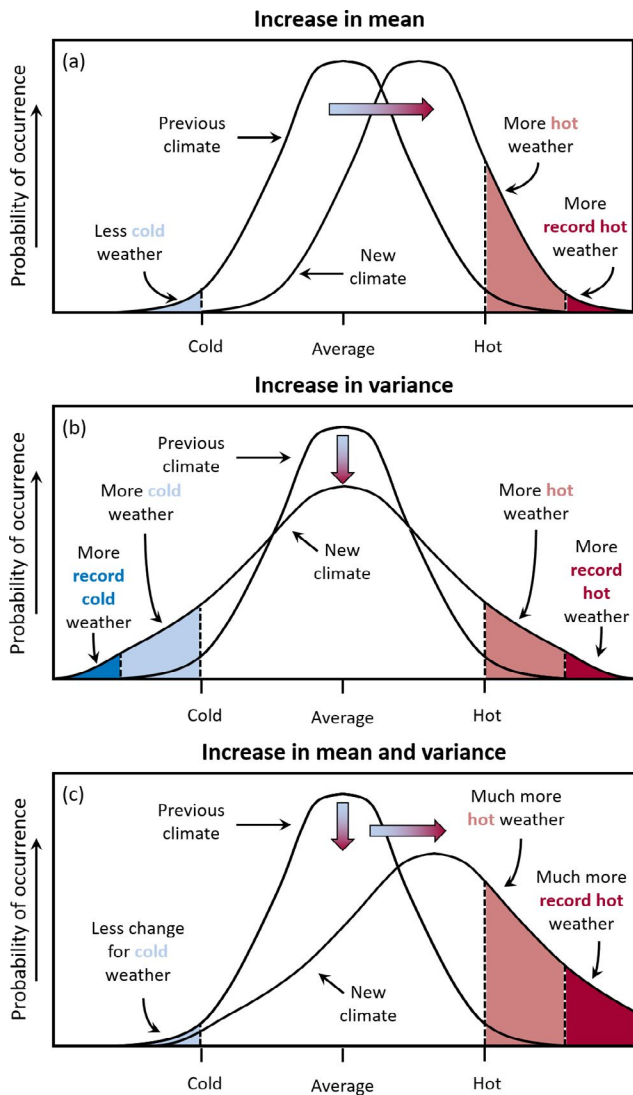 Increase in mean
(a)
Probability of occurrence
Previous
climate
More hot
weather
More
record hot
weather
Less cold
weather
New
climate
Cold
Average
Hot
Increase in variance
(b)
Probability of occurrence
Previous
climate
More cold
weather
More hot
weather
New
climate
More
record
cold
weather
More
record
hot
weather
Cold
Average
Hot
Increase in mean and variance
(c)
Probability of occurrence
Previous
climate
Much more
hot weather
Much more
record hot
weather
Less change
for cold
weather
New
climate
Cold
Average
Hot